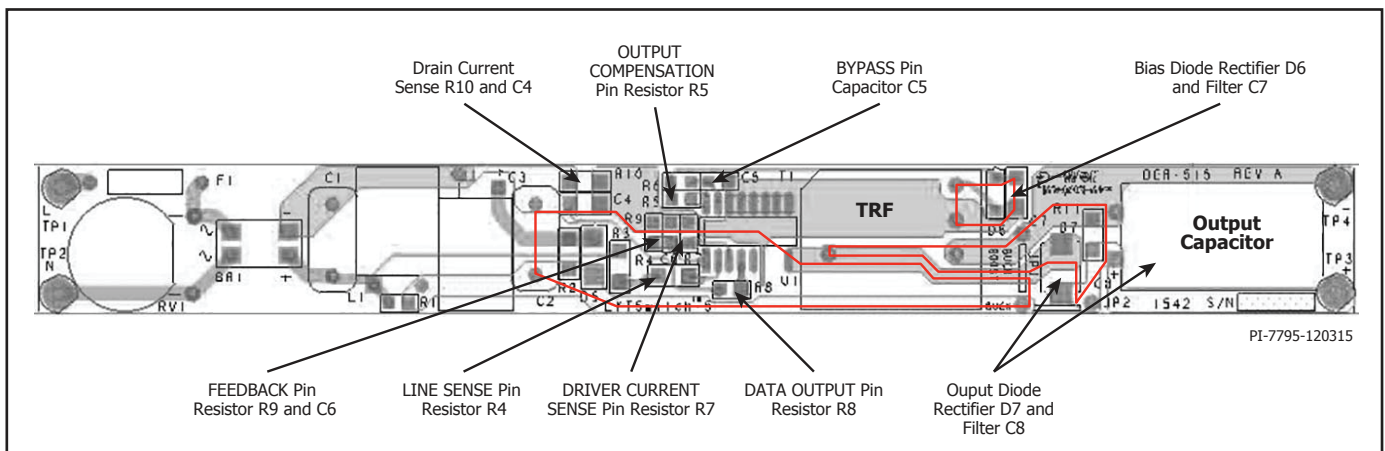 Drain Current
Sense R10 and C4
OUTPUT
COMPENSATION
Pin Resistor R5
BYPASS Pin
Capacitor C5
Bias Diode Rectifier D6
and Filter C7
L
TP1
TP2
N
F1
RV1
BR1
~
~
-
+
C1
L1
R1
C3
C2
R10
C4
R3
R2
R6
R5
R9
R4
C5
T1
R8
U1
TRF
D6
R11
D7
OER-515 REV A
Output
Capacitor
TP4
-
TP3
+
1542 S/N
PI-7795-120315
FEEDBACK Pin
Resistor R9 and C6
LINE SENSE Pin
Resistor R4
DRIVER CURRENT
SENSE Pin Resistor R7
DATA OUTPUT Pin
Resistor R8
Ouput Diode
Rectifier D7 and
Filter C8